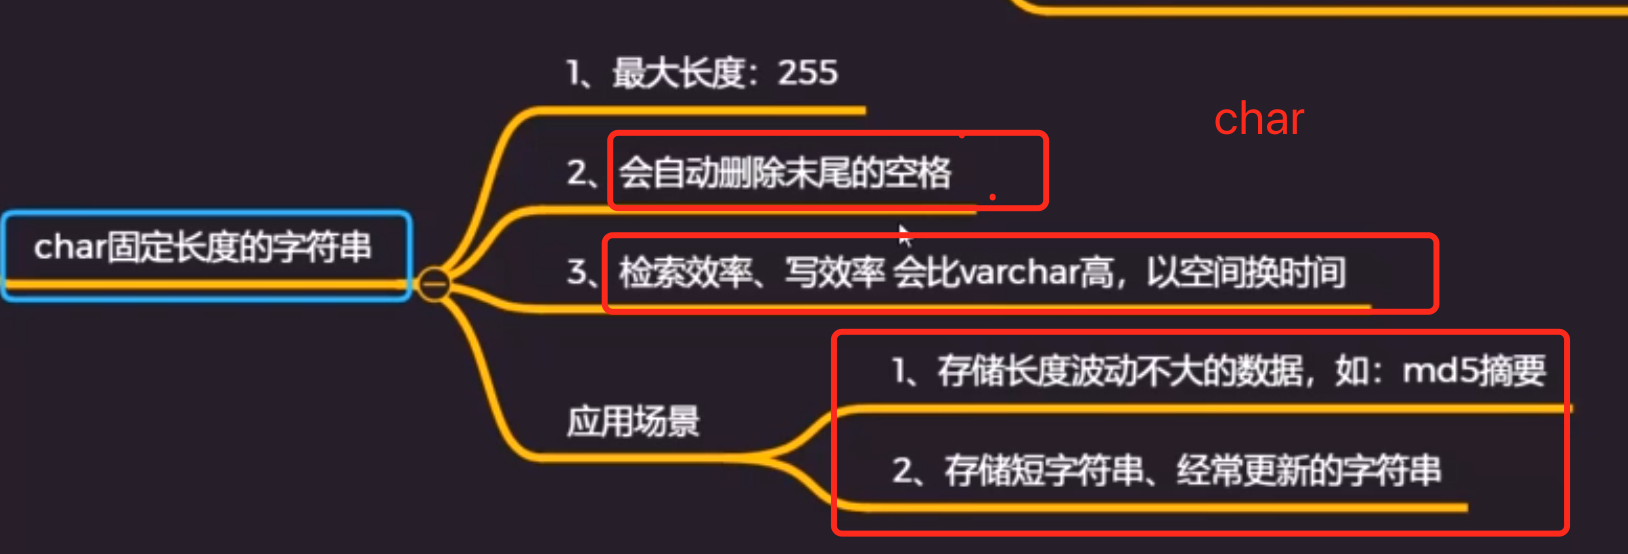 1、最大长度：255
char
2、会自动删除末尾的空格
char固定长度的字符串
3、检索效率、写效率 会比varchar高，以空间换时间
1、存储长度波动不大的数据，如：md5摘要
应用场景
2、存储短字符串、经常更新的字符串